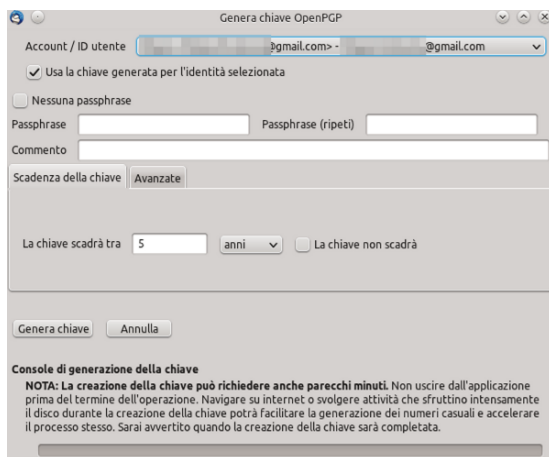 Genera chiave OpenPGP
Account / ID utente @gmail.com> - @gmail.com
Usa la chiave generata per l'identità selezionata
Nessuna passphrase
Passphrase Passphrase (ripeti)
Commento
Scadenza della chiave Avanzate
La chiave scadrà tra 5 anni La chiave non scadrà
Genera chiave Annulla
Console di generazione della chiave
NOTA: La creazione della chiave può richiedere anche parecchi minuti. Non uscire dall'applicazione
prima del termine dell'operazione. Navigare su internet o svolgere attività che sfruttino intensamente
il disco durante la creazione della chiave potrà facilitare la generazione dei numeri casuali e accelerare
il processo stesso. Sarai avvertito quando la creazione della chiave sarà completata.